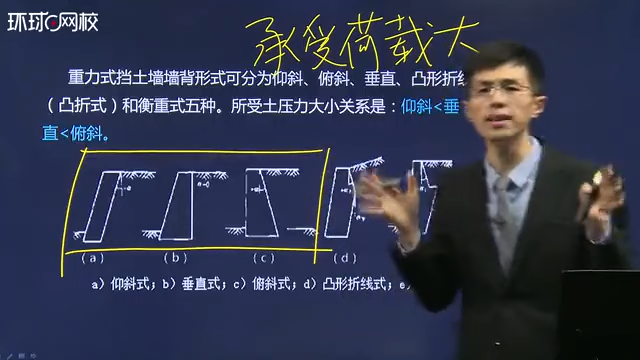 环球网校
承受荷载大
重力式挡土墙墙背形式可分为仰斜、俯斜、垂直、凸形折线
（凸折式）和衡重式五种。所受土压力大小关系是：仰斜<垂
直<俯斜。
(a) (b) (c) (d)
a）仰斜式；b）垂直式；c）俯斜式；d）凸形折线式；e）